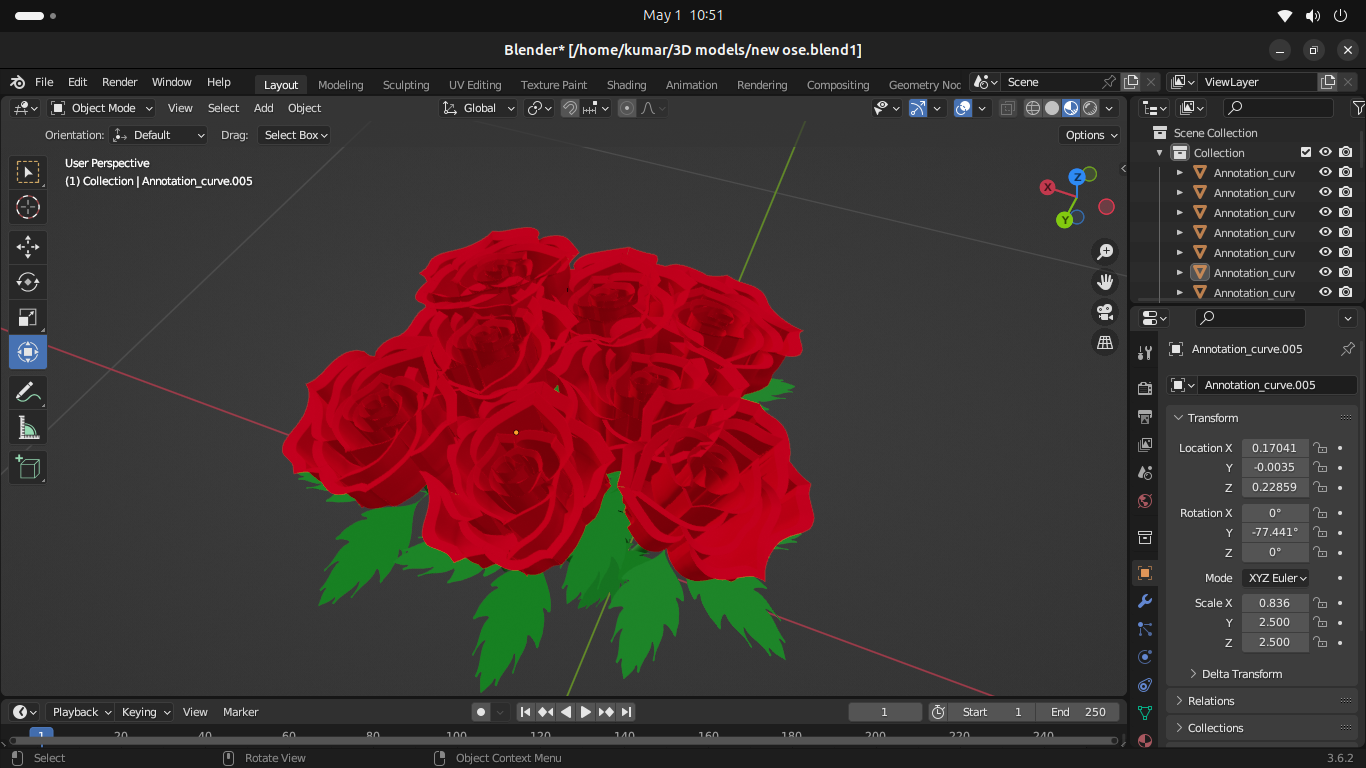 May 1 10:51
Blender* [/home/kumar/3D models/new ose.blend1]
File Edit Render Window Help Layout Modeling Sculpting UV Editing Texture Paint Shading Animation Rendering Compositing Geometry Noc Scene ViewLayer
Object Mode View Select Add Object Global
Orientation: Default Drag: Select Box Options
User Perspective
(1) Collection | Annotation_curve.005
X
Y
Z
Scene Collection
Collection
Annotation_curv
Annotation_curv
Annotation_curv
Annotation_curv
Annotation_curv
Annotation_curv
Annotation_curv
Annotation_curve.005
Annotation_curve.005
Transform
Location X 0.17041
Y -0.0035
Z 0.22859
Rotation X 0°
Y -77.441°
Z 0°
Mode XYZ Euler
Scale X 0.836
Y 2.500
Z 2.500
Delta Transform
Relations
Collections
Playback Keying View Marker 1 Start 1 End 250
1 20 40 60 80 100 120 140 160 180 200 220 240
Select Rotate View Object Context Menu 3.6.2